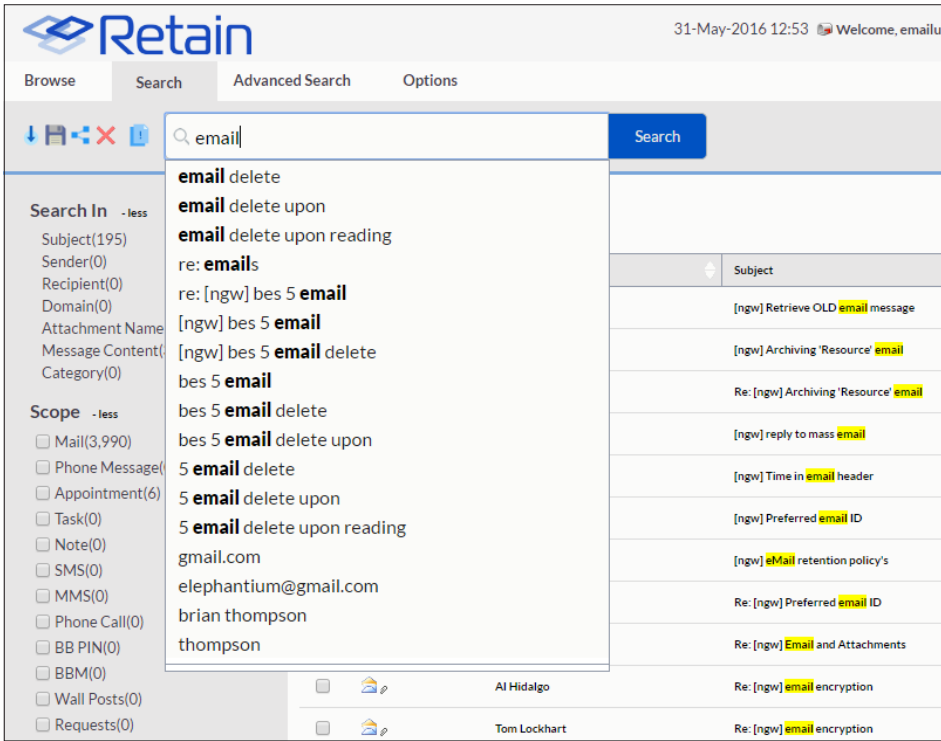 Retain
31-May-2016 12:53 Welcome, emailu
Browse Search Advanced Search Options
email Search
email delete
email delete upon
email delete upon reading
re: emails
re: [ngw] bes 5 email
[ngw] bes 5 email
[ngw] bes 5 email delete
bes 5 email
bes 5 email delete
bes 5 email delete upon
5 email delete
5 email delete upon
5 email delete upon reading
gmail.com
elephantium@gmail.com
brian thompson
thompson
Search In - less
Subject(195)
Sender(0)
Recipient(0)
Domain(0)
Attachment Name
Message Content(
Category(0)
Scope - less
Mail(3,990)
Phone Message(
Appointment(6)
Task(0)
Note(0)
SMS(0)
MMS(0)
Phone Call(0)
BB PIN(0)
BBM(0)
Wall Posts(0)
Requests(0)
Subject
[ngw] Retrieve OLD email message
[ngw] Archiving 'Resource' email
Re: [ngw] Archiving 'Resource' email
[ngw] reply to mass email
[ngw] Time in email header
[ngw] Preferred email ID
[ngw] eMail retention policy's
Re: [ngw] Preferred email ID
Re: [ngw] Email and Attachments
Al Hidalgo Re: [ngw] email encryption
Tom Lockhart Re: [ngw] email encryption